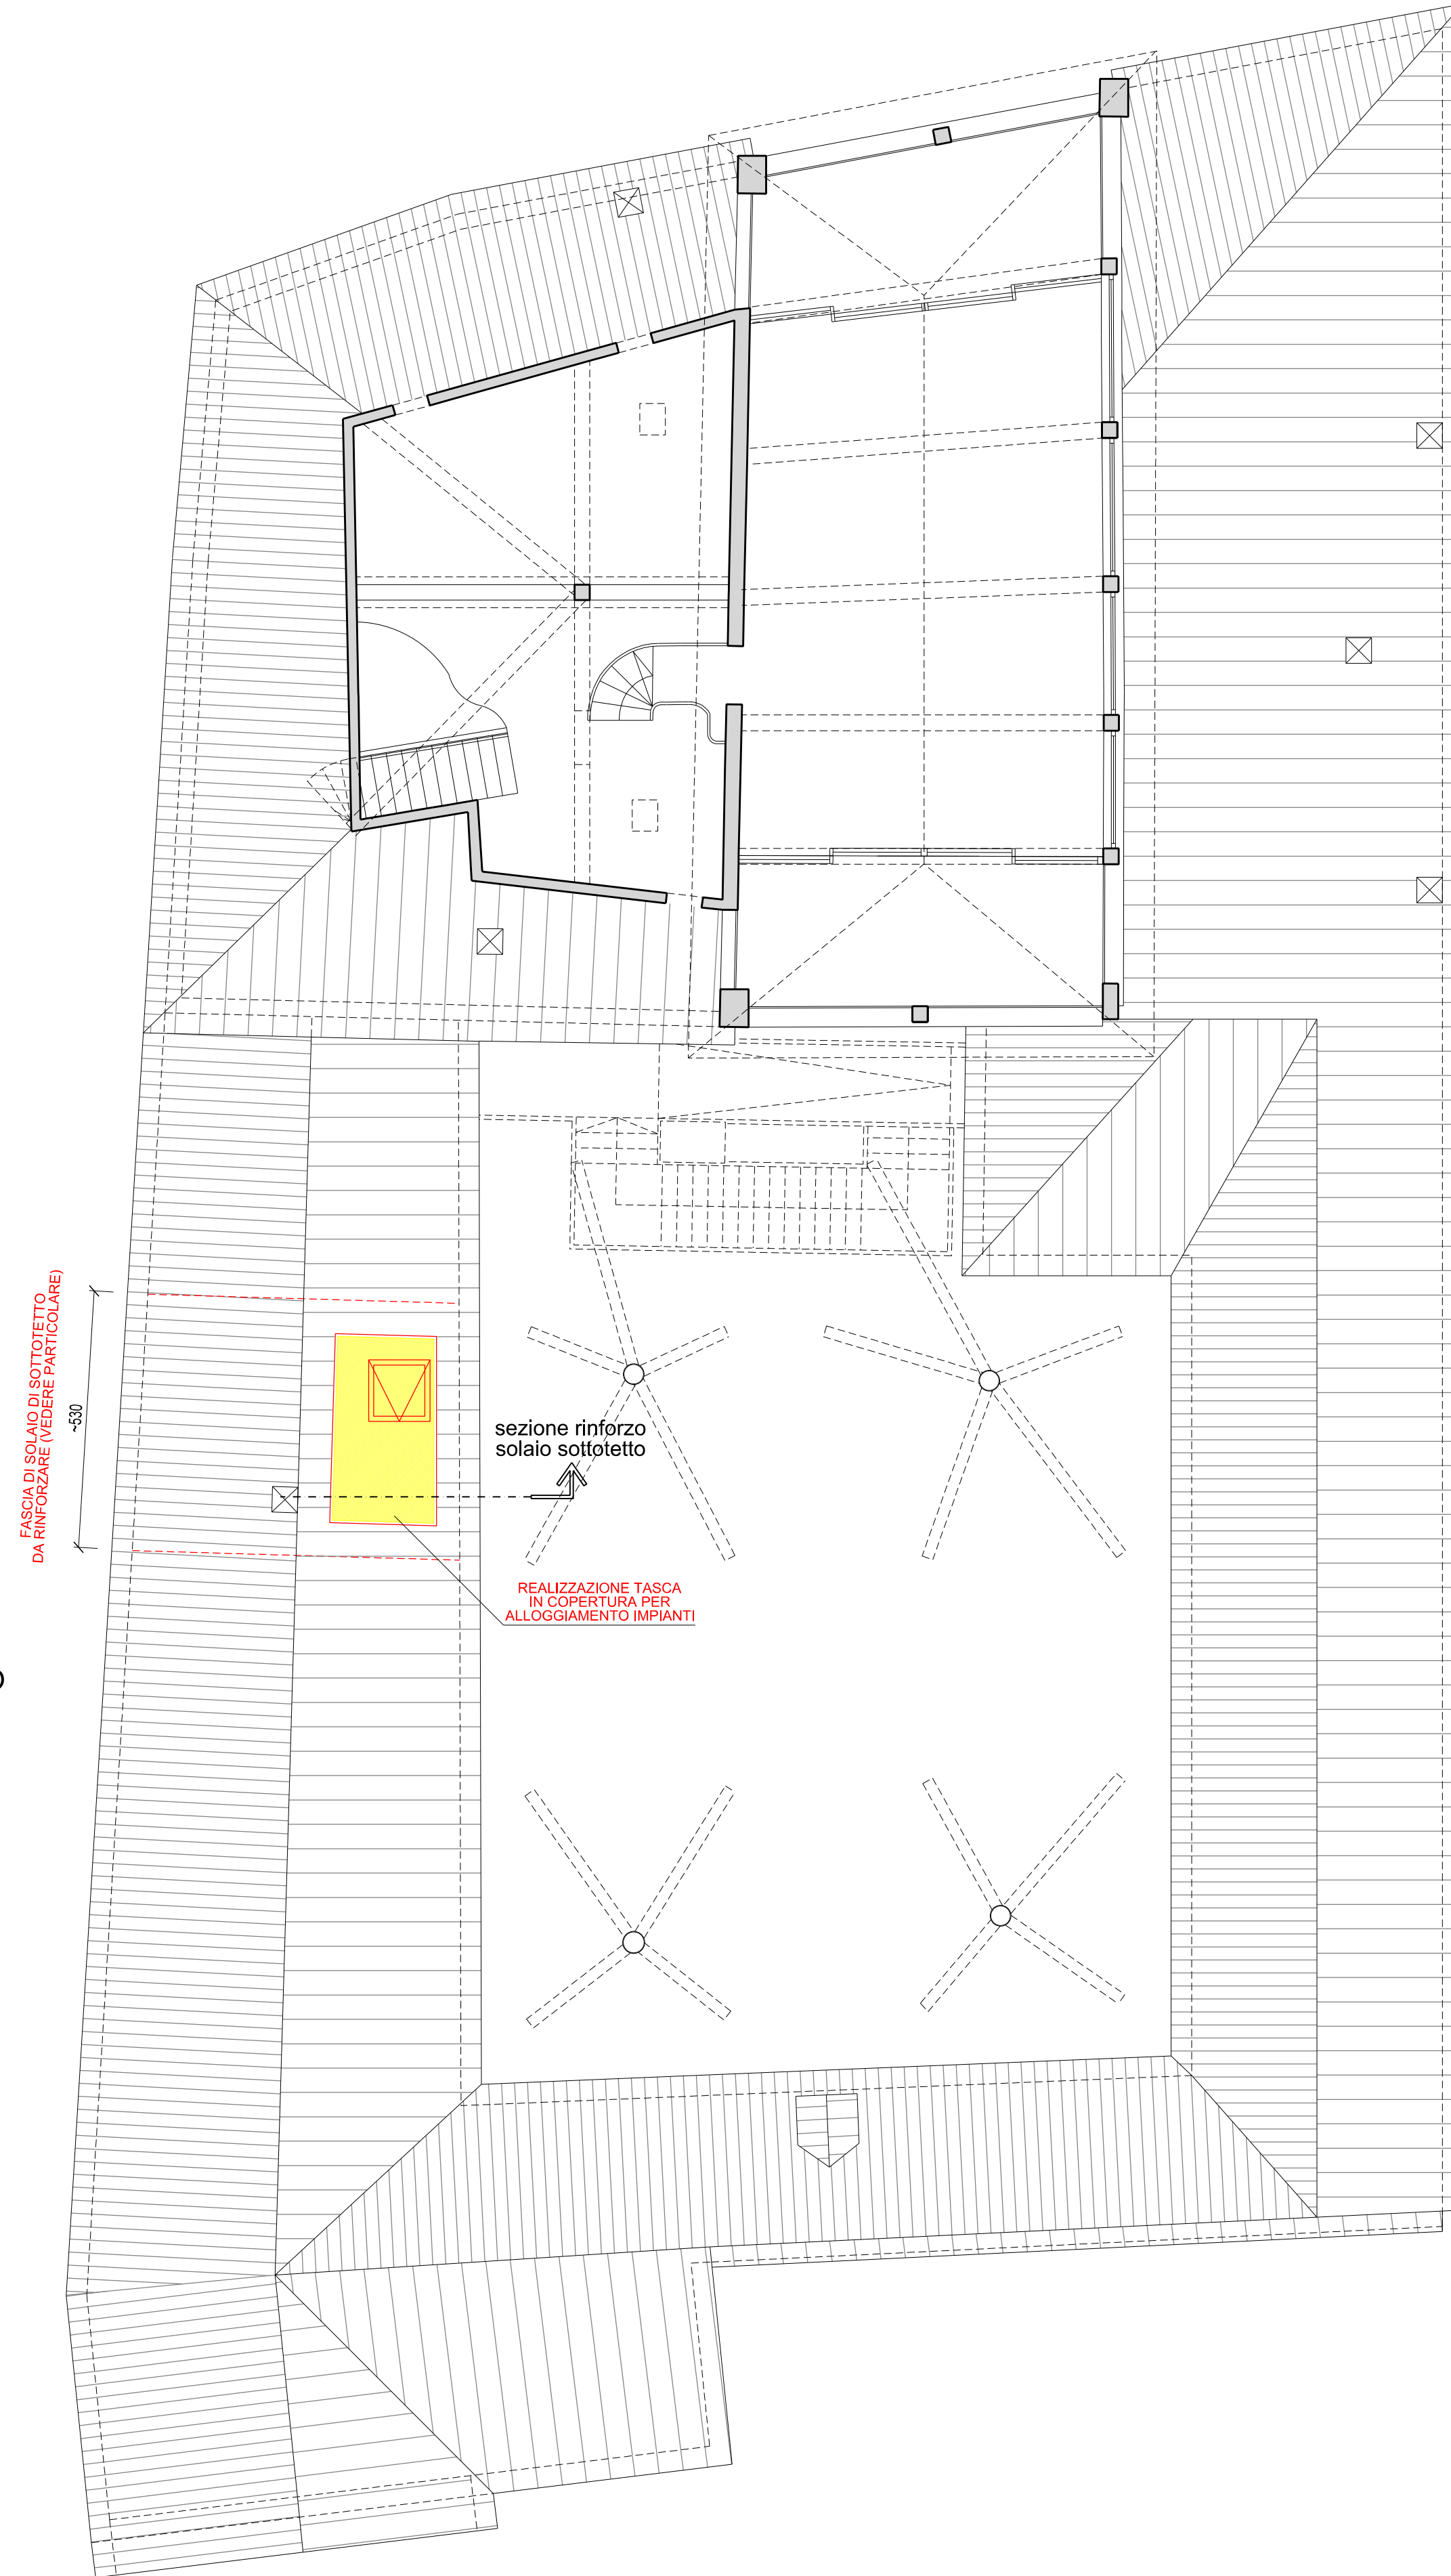 FASCIA DI SOLAIO DI SOTTOTETTO
DA RINFORZARE (VEDERE PARTICOLARE)
~530
sezione rinforzo
solaio sottotetto
REALIZZAZIONE TASCA
IN COPERTURA PER
ALLOGGIAMENTO IMPIANTI